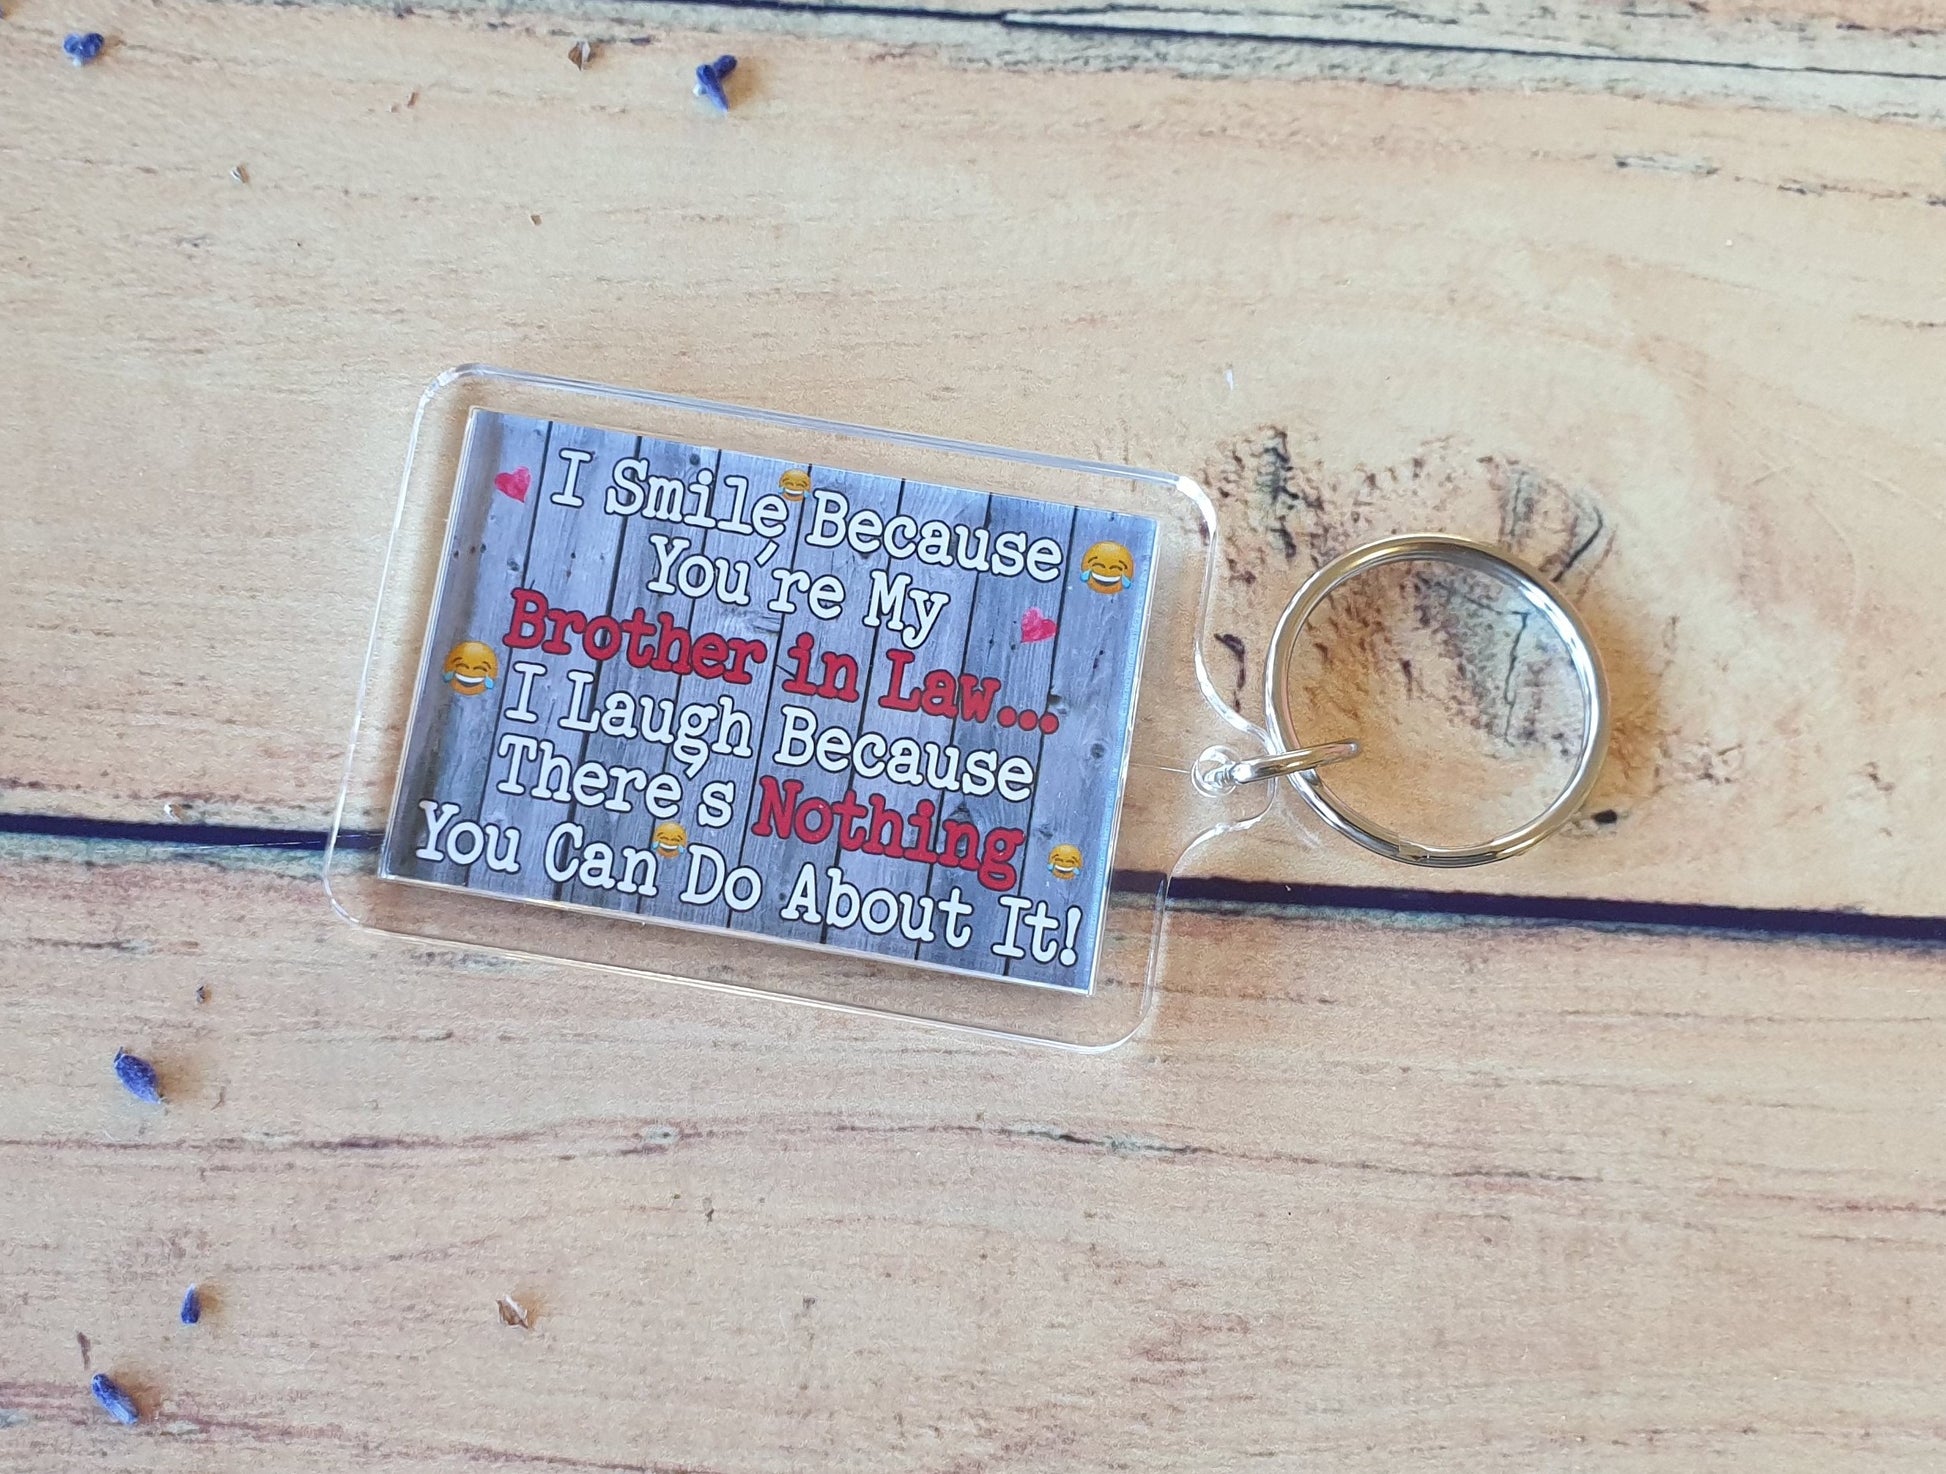 I Smile Because
You're My
Brother in Law...
I Laugh Because
There's Nothing
You Can Do About It!